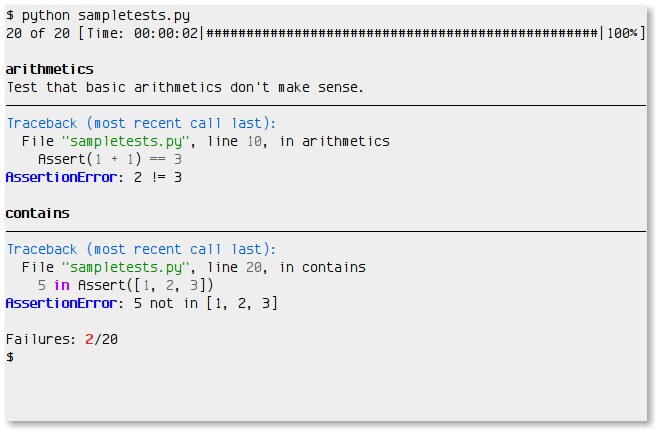 $ python sampletests.py
20 of 20 [Time: 00:00:02|#################################################|100%]
arithmetics
Test that basic arithmetics don't make sense.
Traceback (most recent call last):
  File "sampletests.py", line 10, in arithmetics
    Assert(1 + 1) == 3
AssertionError: 2 != 3
contains
Traceback (most recent call last):
  File "sampletests.py", line 20, in contains
    5 in Assert([1, 2, 3])
AssertionError: 5 not in [1, 2, 3]
Failures: 2/20
$